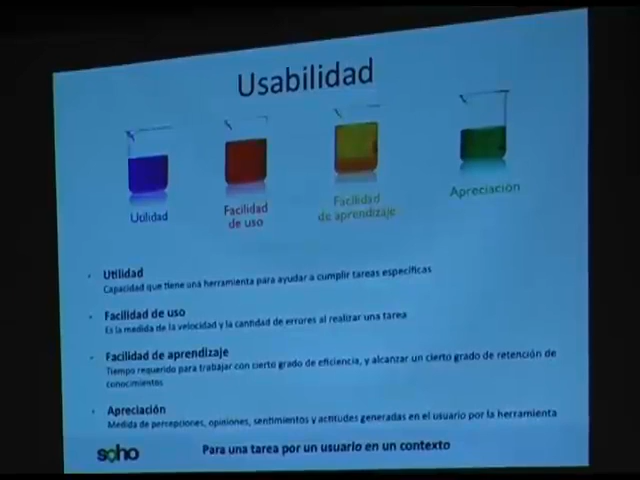 Usabilidad
Utilidad
Facilidad
de uso
Facilidad
de aprendizaje
Apreciación
Utilidad
Capacidad que tiene una herramienta para ayudar a cumplir tareas específicas
Facilidad de uso
Es la medida de la velocidad y la cantidad de errores al realizar una tarea
Facilidad de aprendizaje
Tiempo requerido para trabajar con cierto grado de eficiencia, y alcanzar un cierto grado de retención de
conocimientos
Apreciación
Medida de percepciones, opiniones, sentimientos y actitudes generadas en el usuario por la herramienta
soho
Para una tarea por un usuario en un contexto